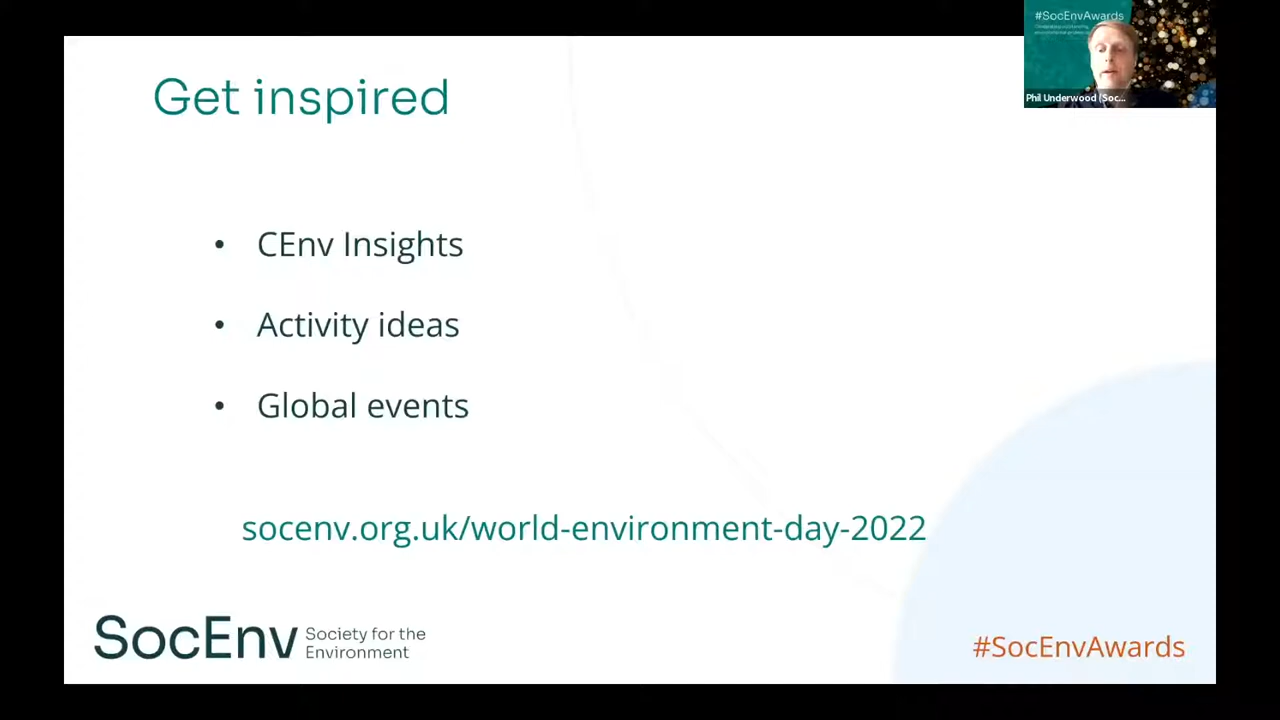 #SocEnvAwards
Phil Underwood (Soc...
Get inspired
• CEnv Insights
• Activity ideas
• Global events
socenv.org.uk/world-environment-day-2022
SocEnv Society for the
Environment
#SocEnvAwards